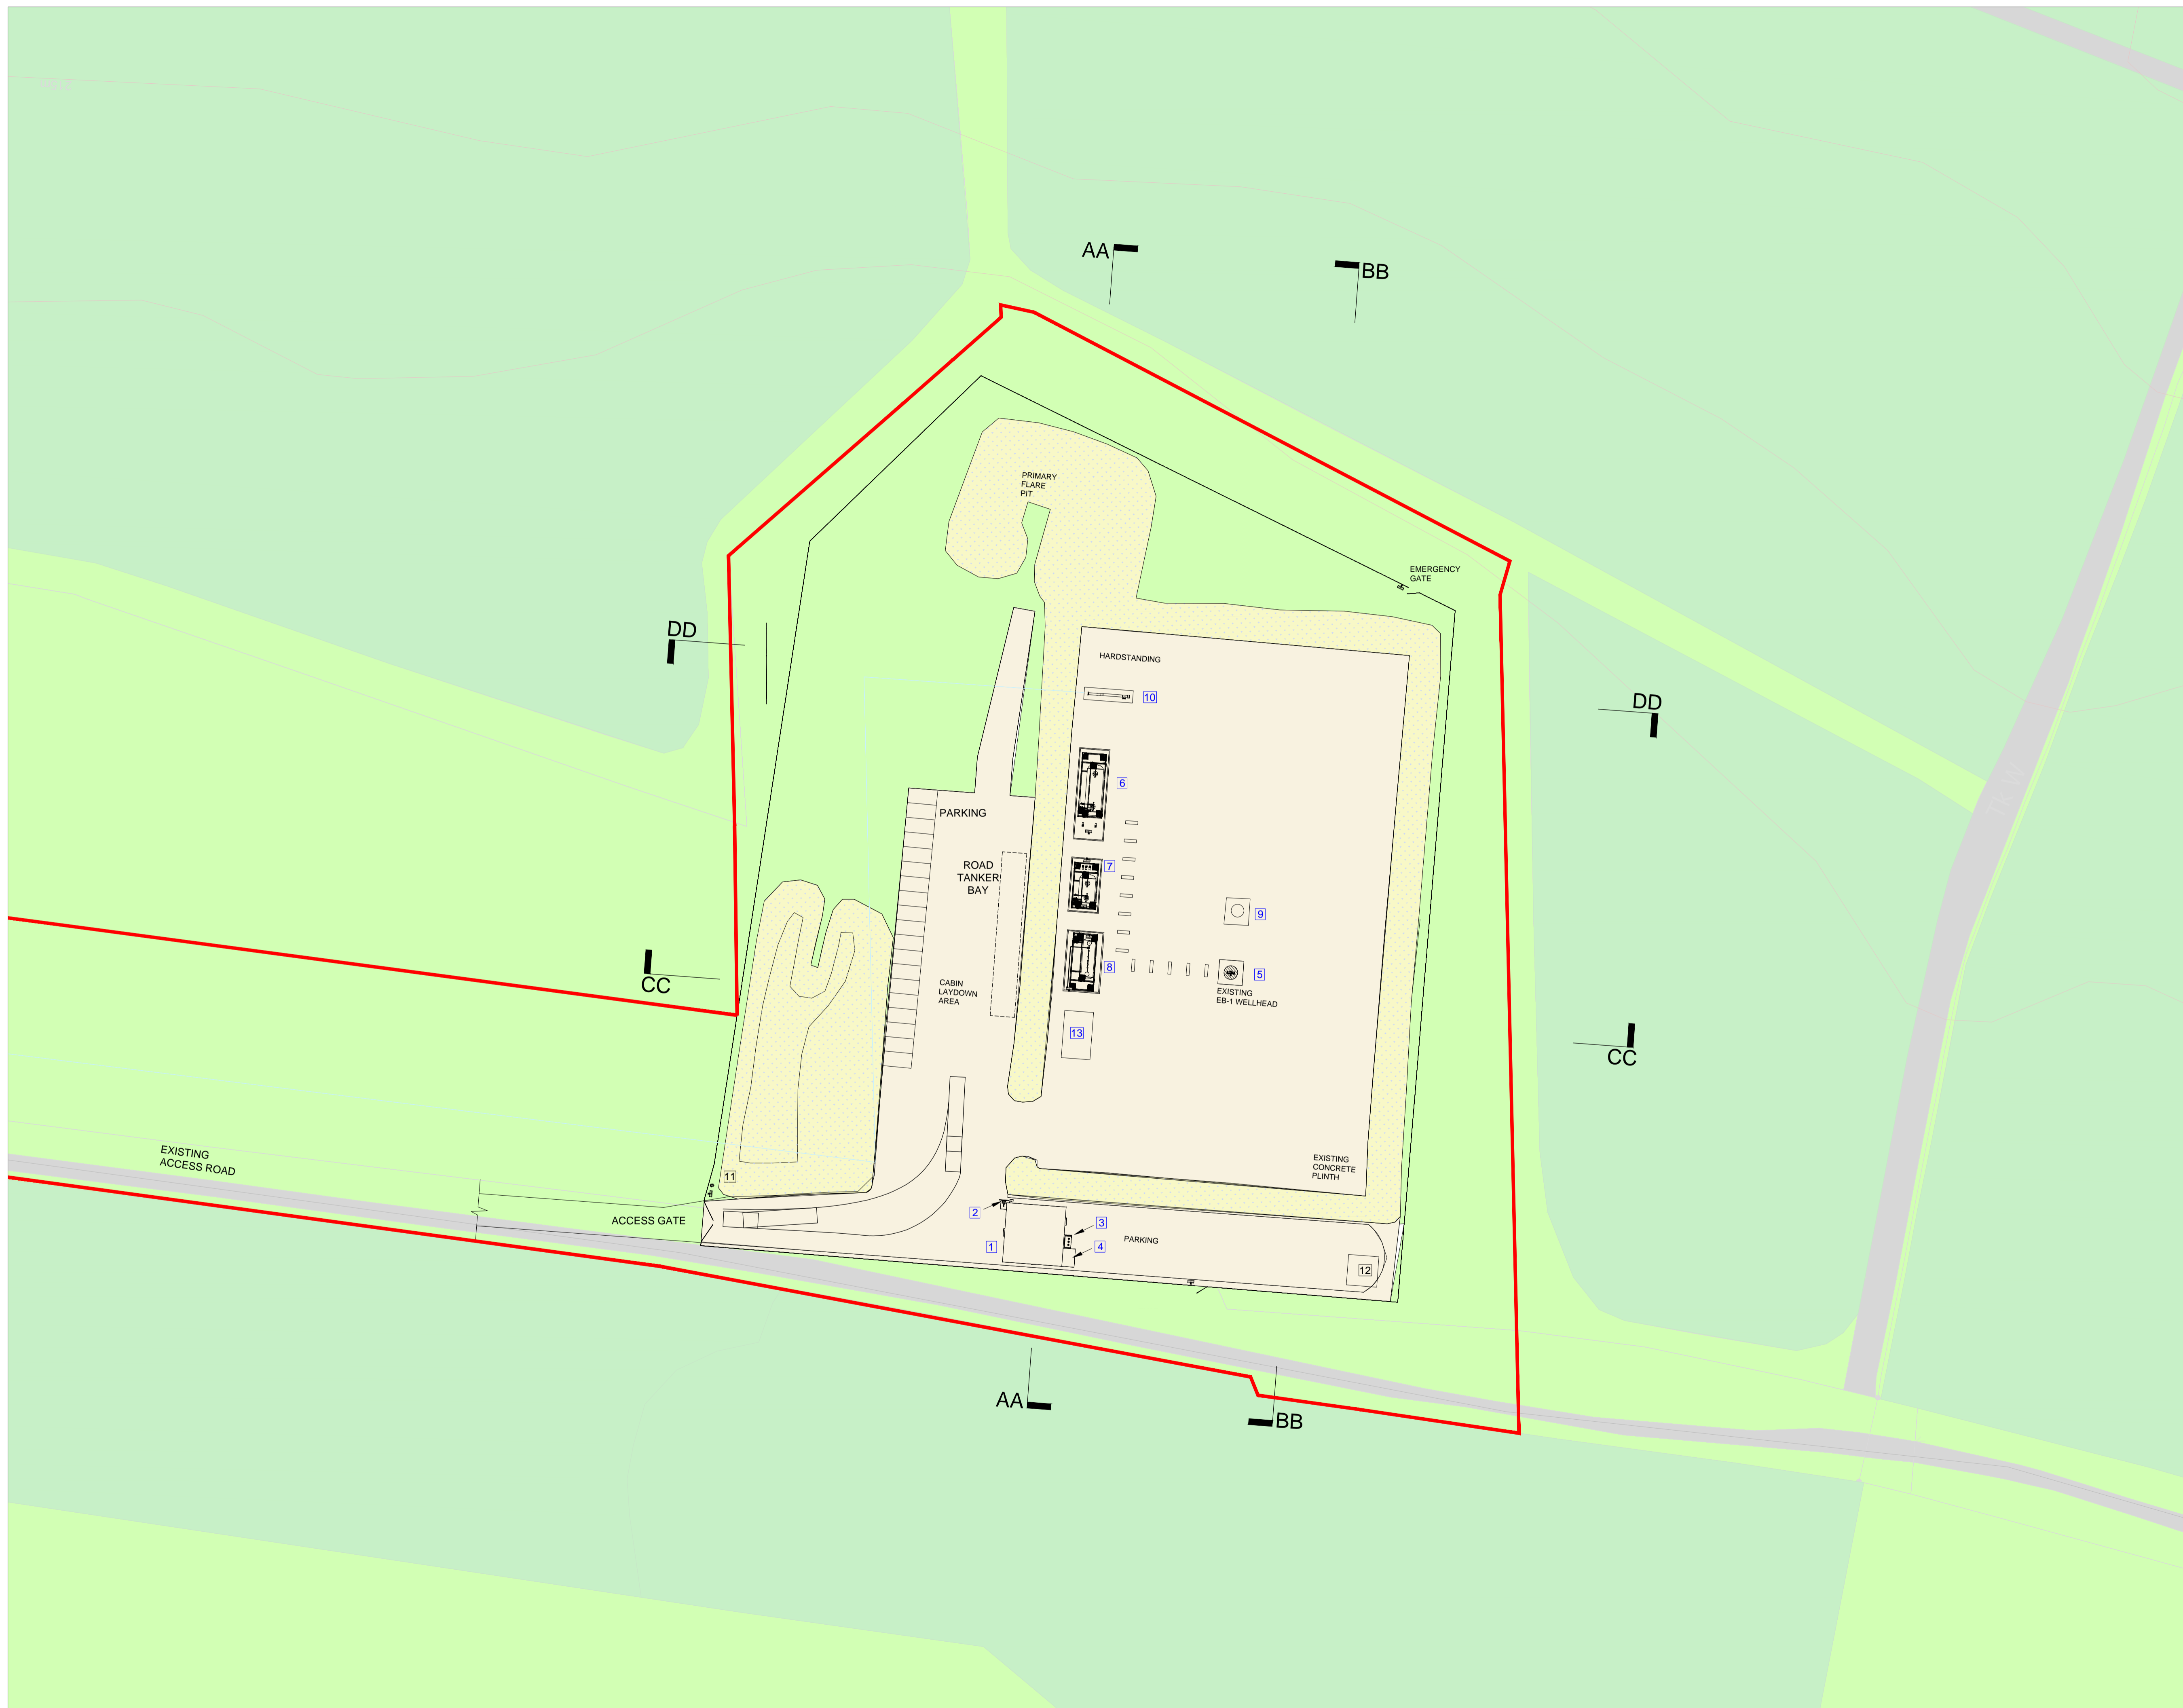 AA
BB
PRIMARY
FLARE
PIT
EMERGENCY
GATE
DD
HARDSTANDING
DD
10
6
PARKING
7
ROAD
TANKER
BAY
9
8
5
CC
CABIN
LAYDOWN
AREA
EXISTING
EB-1 WELLHEAD
13
CC
EXISTING
ACCESS ROAD
11
EXISTING
CONCRETE
PLINTH
ACCESS GATE
2
3
1
4
PARKING
12
AA
BB